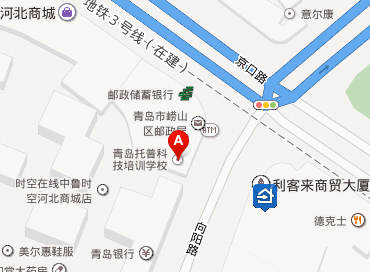 河北商城
意尔康
地铁·3·号线·(在建)
京口路
邮政储蓄银行
青岛市崂山
区邮政局
ATM
A
青岛托普科
技培训学校
时空在线中鲁时
空河北商城店
利客来商贸大厦
向阳路
德克士
美尔惠鞋服
青岛银行
大药房